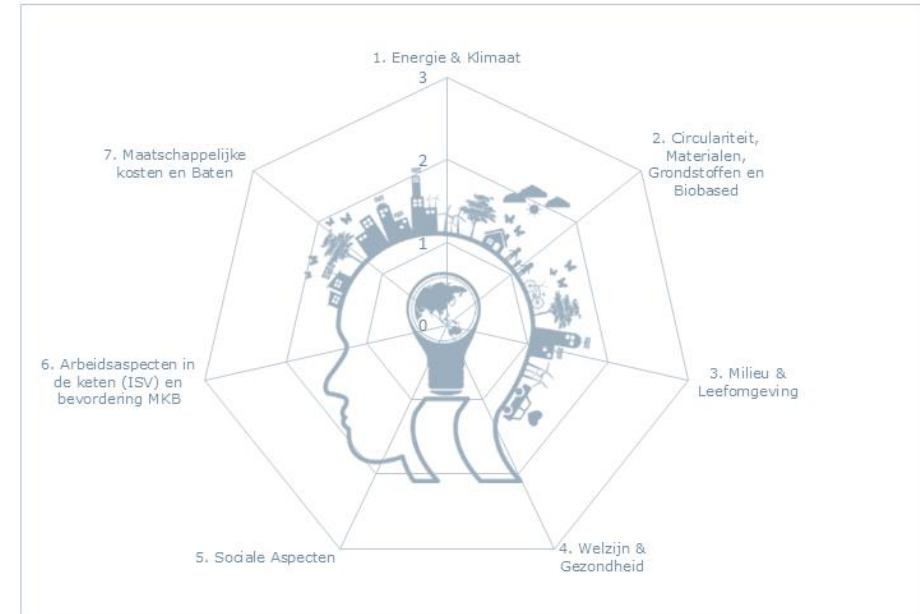 1. Energie & Klimaat
3
2
1
0
2. Circulariteit,
Materialen,
Grondstoffen en
Biobased
3. Milieu &
Leefomgeving
4. Welzijn &
Gezondheid
5. Sociale Aspecten
6. Arbeidsaspecten in
de keten (ISV) en
bevordering MKB
7. Maatschappelijke
kosten en Baten